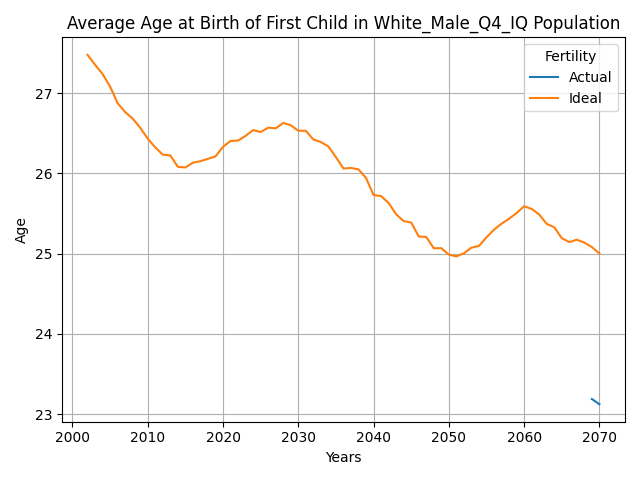 Average Age at Birth of First Child in White_Male_Q4_IQ Population
Fertility
Actual
Ideal
Age
27
26
25
24
23
2000 2010 2020 2030 2040 2050 2060 2070
Years